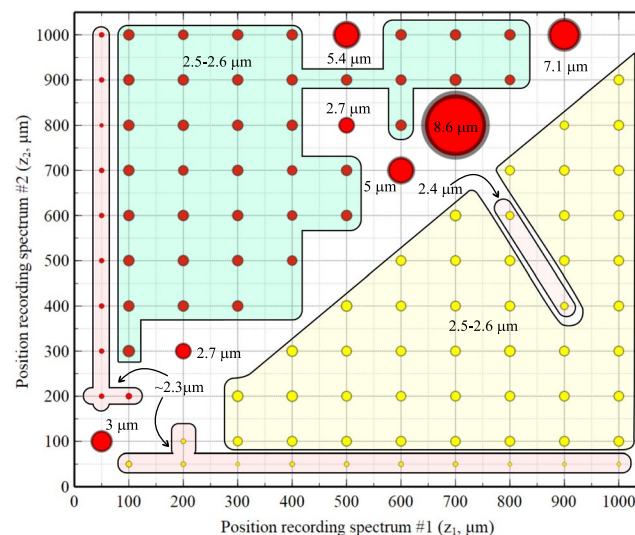 1000
900
800
700
600
500
400
300
200
100
0
Position recording spectrum #2 (z₂, μm)
2.5-2.6 μm
5.4 μm
7.1 μm
2.7 μm
8.6 μm
5 μm
2.4 μm
2.7 μm
2.5-2.6 μm
~2.3μm
3 μm
0 100 200 300 400 500 600 700 800 900 1000
Position recording spectrum #1 (z₁, μm)